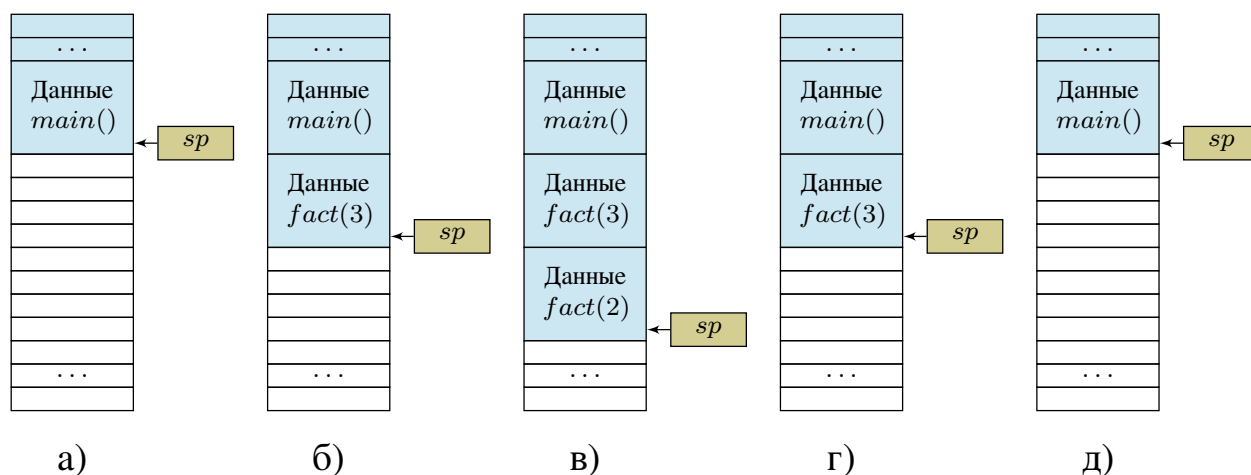 ...
Данные
main()
sp
...
Данные
main()
Данные
fact(3)
sp
...
...
Данные
main()
Данные
fact(3)
Данные
fact(2)
sp
...
...
Данные
main()
Данные
fact(3)
sp
...
...
Данные
main()
sp
...
а)
б)
в)
г)
д)